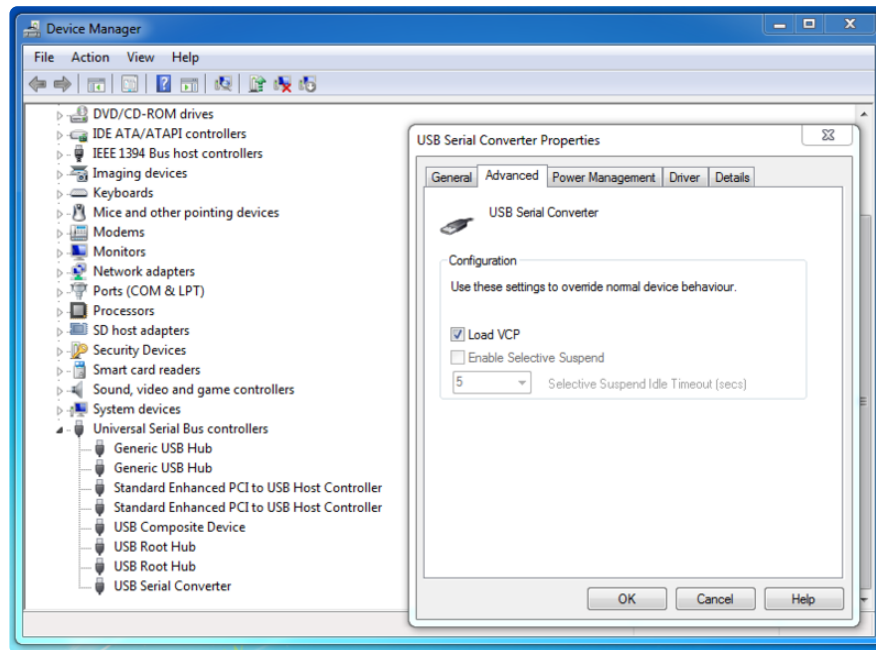 Device Manager
File Action View Help
DVD/CD-ROM drives
IDE ATA/ATAPI controllers
IEEE 1394 Bus host controllers
Imaging devices
Keyboards
Mice and other pointing devices
Modems
Monitors
Network adapters
Ports (COM & LPT)
Processors
SD host adapters
Security Devices
Smart card readers
Sound, video and game controllers
System devices
Universal Serial Bus controllers
Generic USB Hub
Generic USB Hub
Standard Enhanced PCI to USB Host Controller
Standard Enhanced PCI to USB Host Controller
USB Composite Device
USB Root Hub
USB Root Hub
USB Serial Converter
USB Serial Converter Properties
General Advanced Power Management Driver Details
USB Serial Converter
Configuration
Use these settings to override normal device behaviour.
Load VCP
Enable Selective Suspend
5 Selective Suspend Idle Timeout (secs)
OK Cancel Help